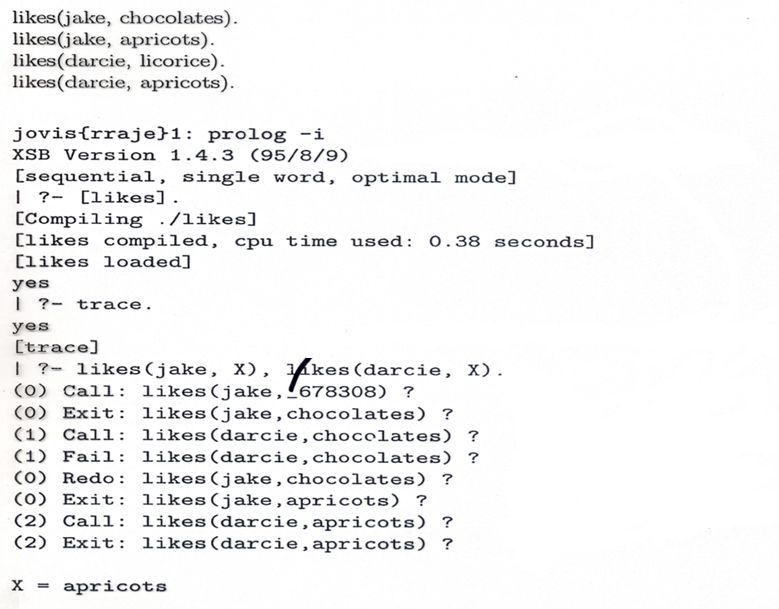 likes(jake, chocolates).
likes(jake, apricots).
likes(darcie, licorice).
likes(darcie, apricots).
jovis{rraje}1: prolog -i
XSB Version 1.4.3 (95/8/9)
[sequential, single word, optimal mode]
| ?- [likes].
[Compiling ./likes]
[likes compiled, cpu time used: 0.38 seconds]
[likes loaded]
yes
| ?- trace.
yes
[trace]
| ?- likes(jake, X), likes(darcie, X).
(0) Call: likes(jake,_678308) ?
(0) Exit: likes(jake,chocolates) ?
(1) Call: likes(darcie,chocolates) ?
(1) Fail: likes(darcie,chocolates) ?
(0) Redo: likes(jake,chocolates) ?
(0) Exit: likes(jake,apricots) ?
(2) Call: likes(darcie,apricots) ?
(2) Exit: likes(darcie,apricots) ?
X = apricots